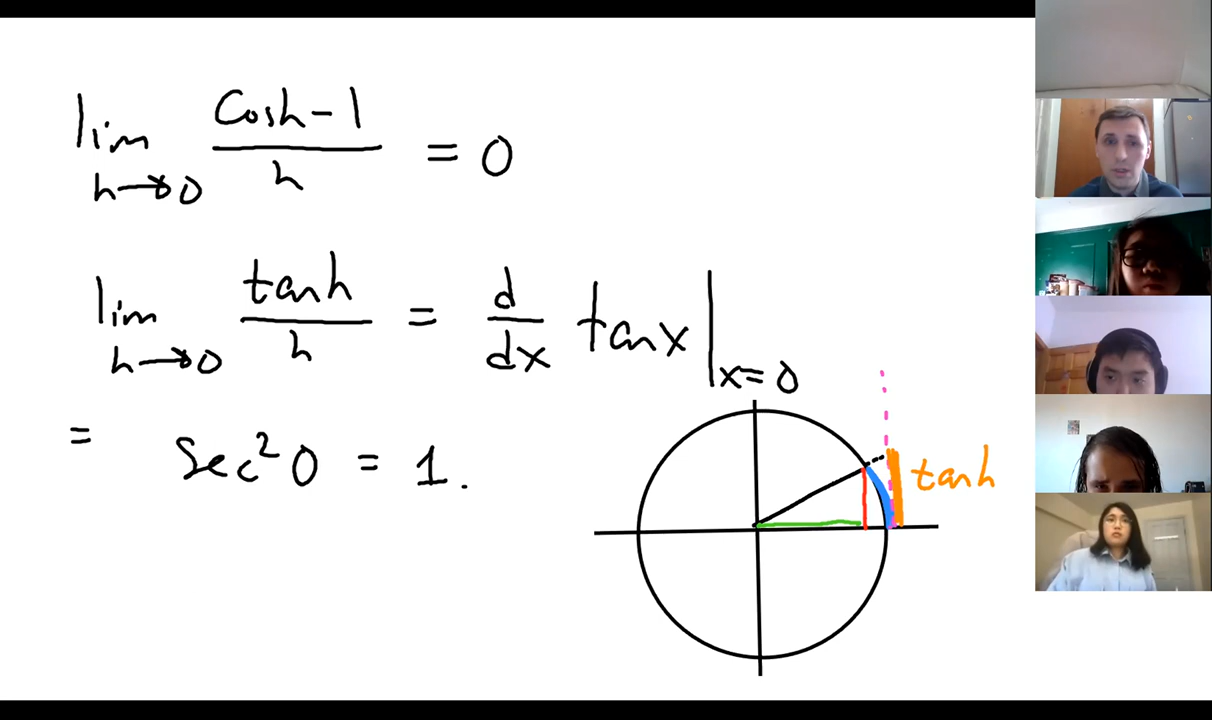 lim h→0 (cosh-1)/h = 0
lim h→0 tanh/h = d/dx tanx |x=0
= Sec²0 = 1.
tanh